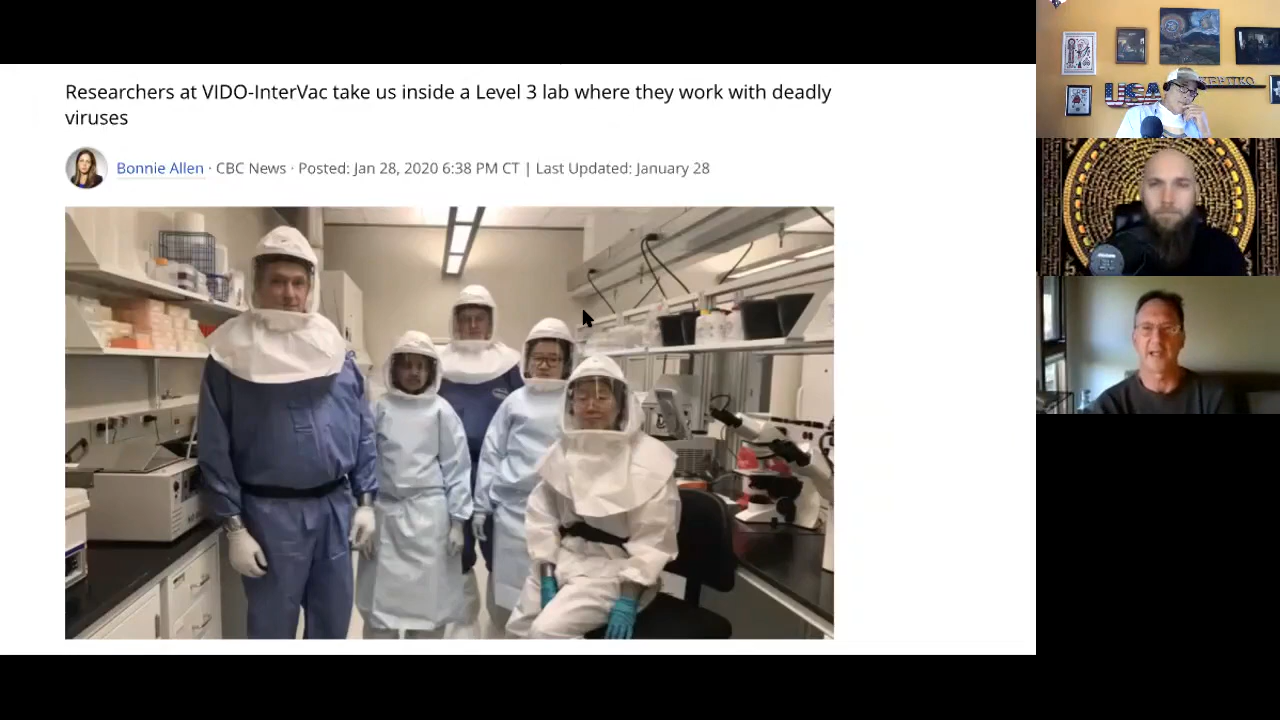 Researchers at VIDO-InterVac take us inside a Level 3 lab where they work with deadly
viruses
Bonnie Allen · CBC News · Posted: Jan 28, 2020 6:38 PM CT | Last Updated: January 28
USA